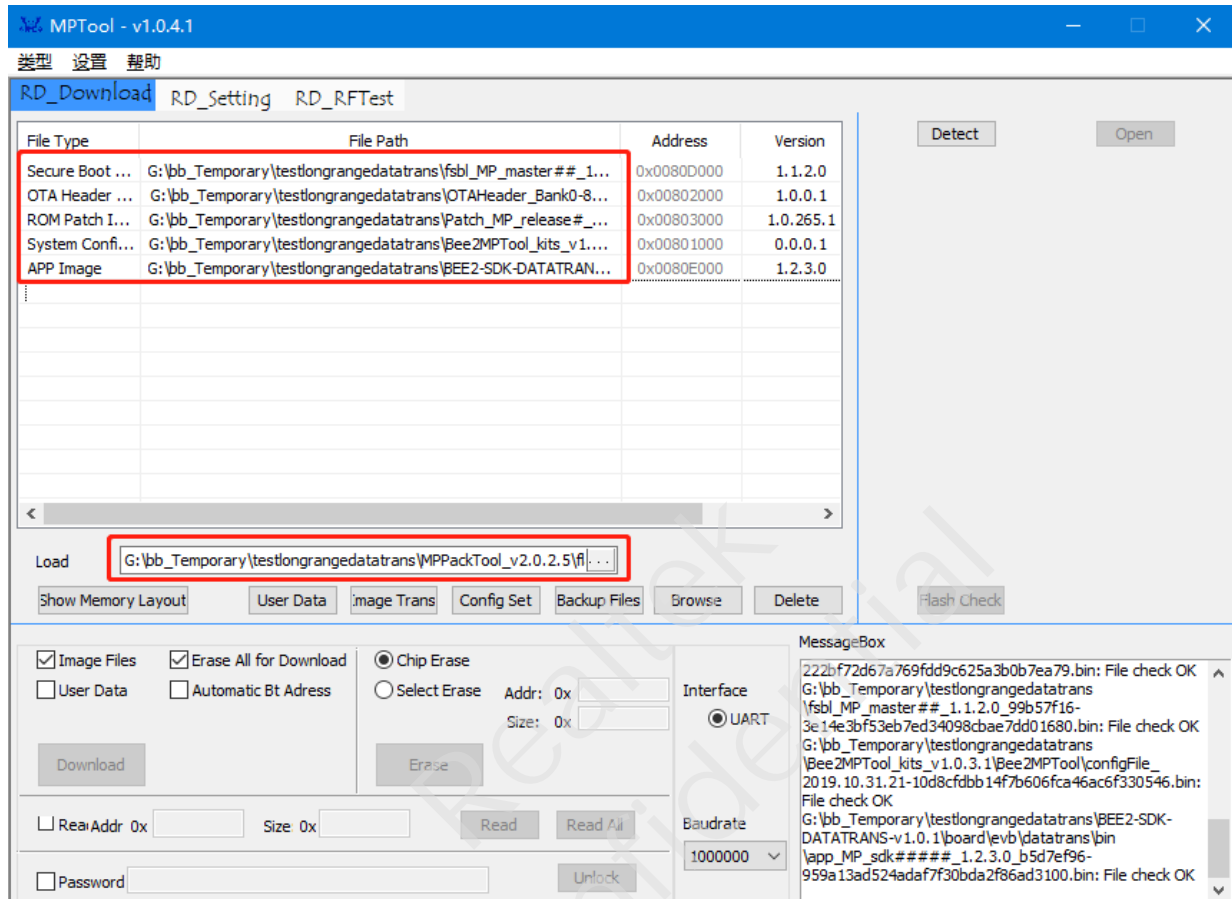 MPTool - v1.0.4.1
类型 设置 帮助
RD_Download RD_Setting RD_RFTest
File Type File Path Address Version
Secure Boot ... G:\bb_Temporary\testlongrangedatatrans\fsbl_MP_master##_1... 0x0080D000 1.1.2.0
OTA Header ... G:\bb_Temporary\testlongrangedatatrans\OTAHeader_Bank0-8... 0x00802000 1.0.0.1
ROM Patch I... G:\bb_Temporary\testlongrangedatatrans\Patch_MP_release#_... 0x00803000 1.0.265.1
System Confi... G:\bb_Temporary\testlongrangedatatrans\Bee2MPTool_kits_v1.... 0x00801000 0.0.0.1
APP Image G:\bb_Temporary\testlongrangedatatrans\BEE2-SDK-DATATRAN... 0x0080E000 1.2.3.0
Detect Open
Load G:\bb_Temporary\testlongrangedatatrans\MPPackTool_v2.0.2.5\fl ...
Show Memory Layout User Data Image Trans Config Set Backup Files Browse Delete
Flash Check
Image Files Erase All for Download Chip Erase
User Data Automatic Bt Adress Select Erase Addr: 0x
Size: 0x
Download Erase
Interface
UART
Rea Addr 0x Size 0x Read Read All
Baudrate
1000000
Password Unlock
MessageBox
222bf72d67a769fdd9c625a3b0b7ea79.bin: File check OK
G:\bb_Temporary\testlongrangedatatrans
\fsbl_MP_master##_1.1.2.0_99b57f16-
3e14e3bf53eb7ed34098cbae7dd01680.bin: File check OK
G:\bb_Temporary\testlongrangedatatrans
\Bee2MPTool_kits_v1.0.3.1\Bee2MPTool\configFile_
2019.10.31.21-10d8cfdbb14f7b606fca46ac6f330546.bin:
File check OK
G:\bb_Temporary\testlongrangedatatrans\BEE2-SDK-
DATATRANS-v1.0.1\board\evb\datatrans\bin
\app_MP_sdk#####_1.2.3.0_b5d7ef96-
959a13ad524adaf7f30bda2f86ad3100.bin: File check OK
Realtek